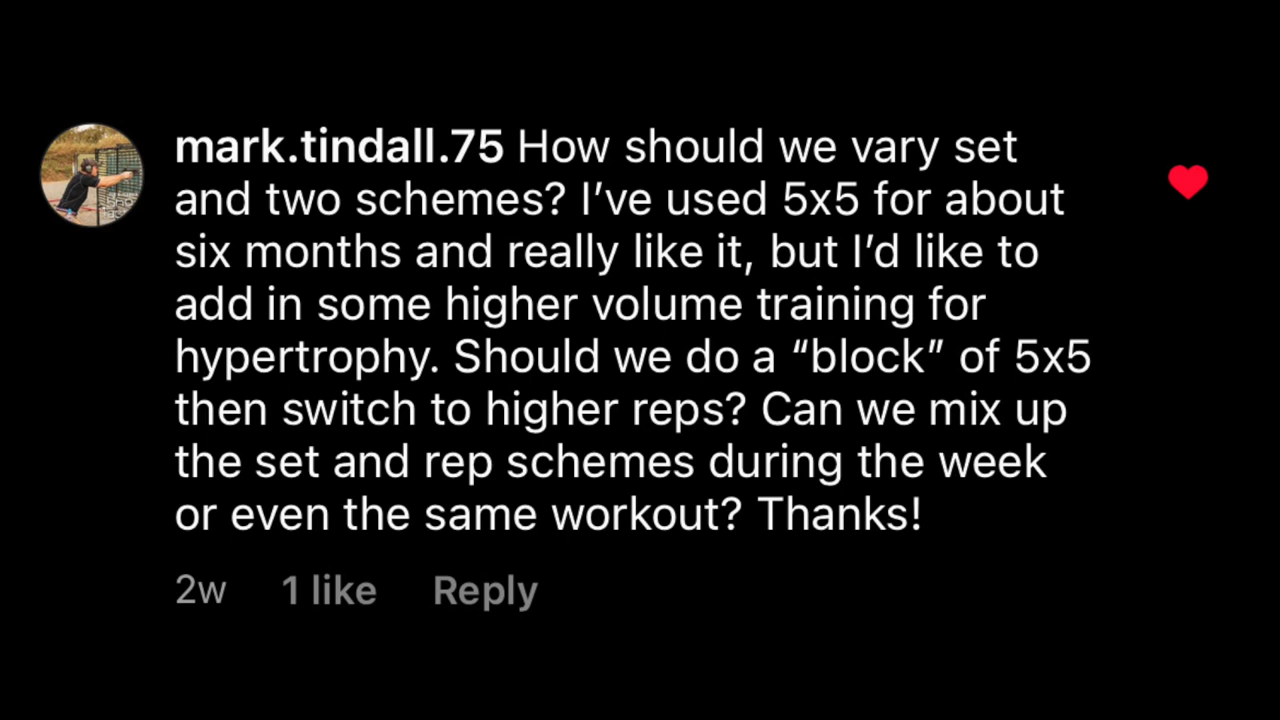 mark.tindall.75 How should we vary set
and two schemes? I’ve used 5x5 for about
six months and really like it, but I’d like to
add in some higher volume training for
hypertrophy. Should we do a “block” of 5x5
then switch to higher reps? Can we mix up
the set and rep schemes during the week
or even the same workout? Thanks!
2w 1 like Reply